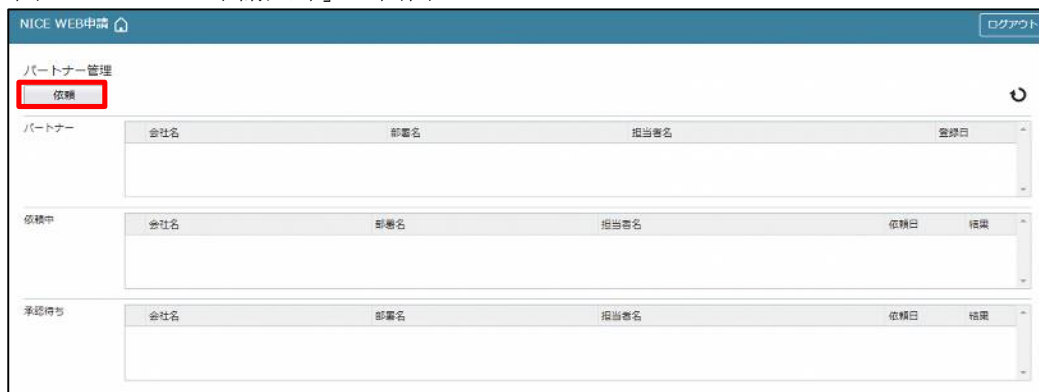 NICE WEB申請
ログアウト
パートナー管理
依頼
パートナー
会社名 部署名 担当者名 登録日
依頼中
会社名 部署名 担当者名 依頼日 結果
承認待ち
会社名 部署名 担当者名 依頼日 結果